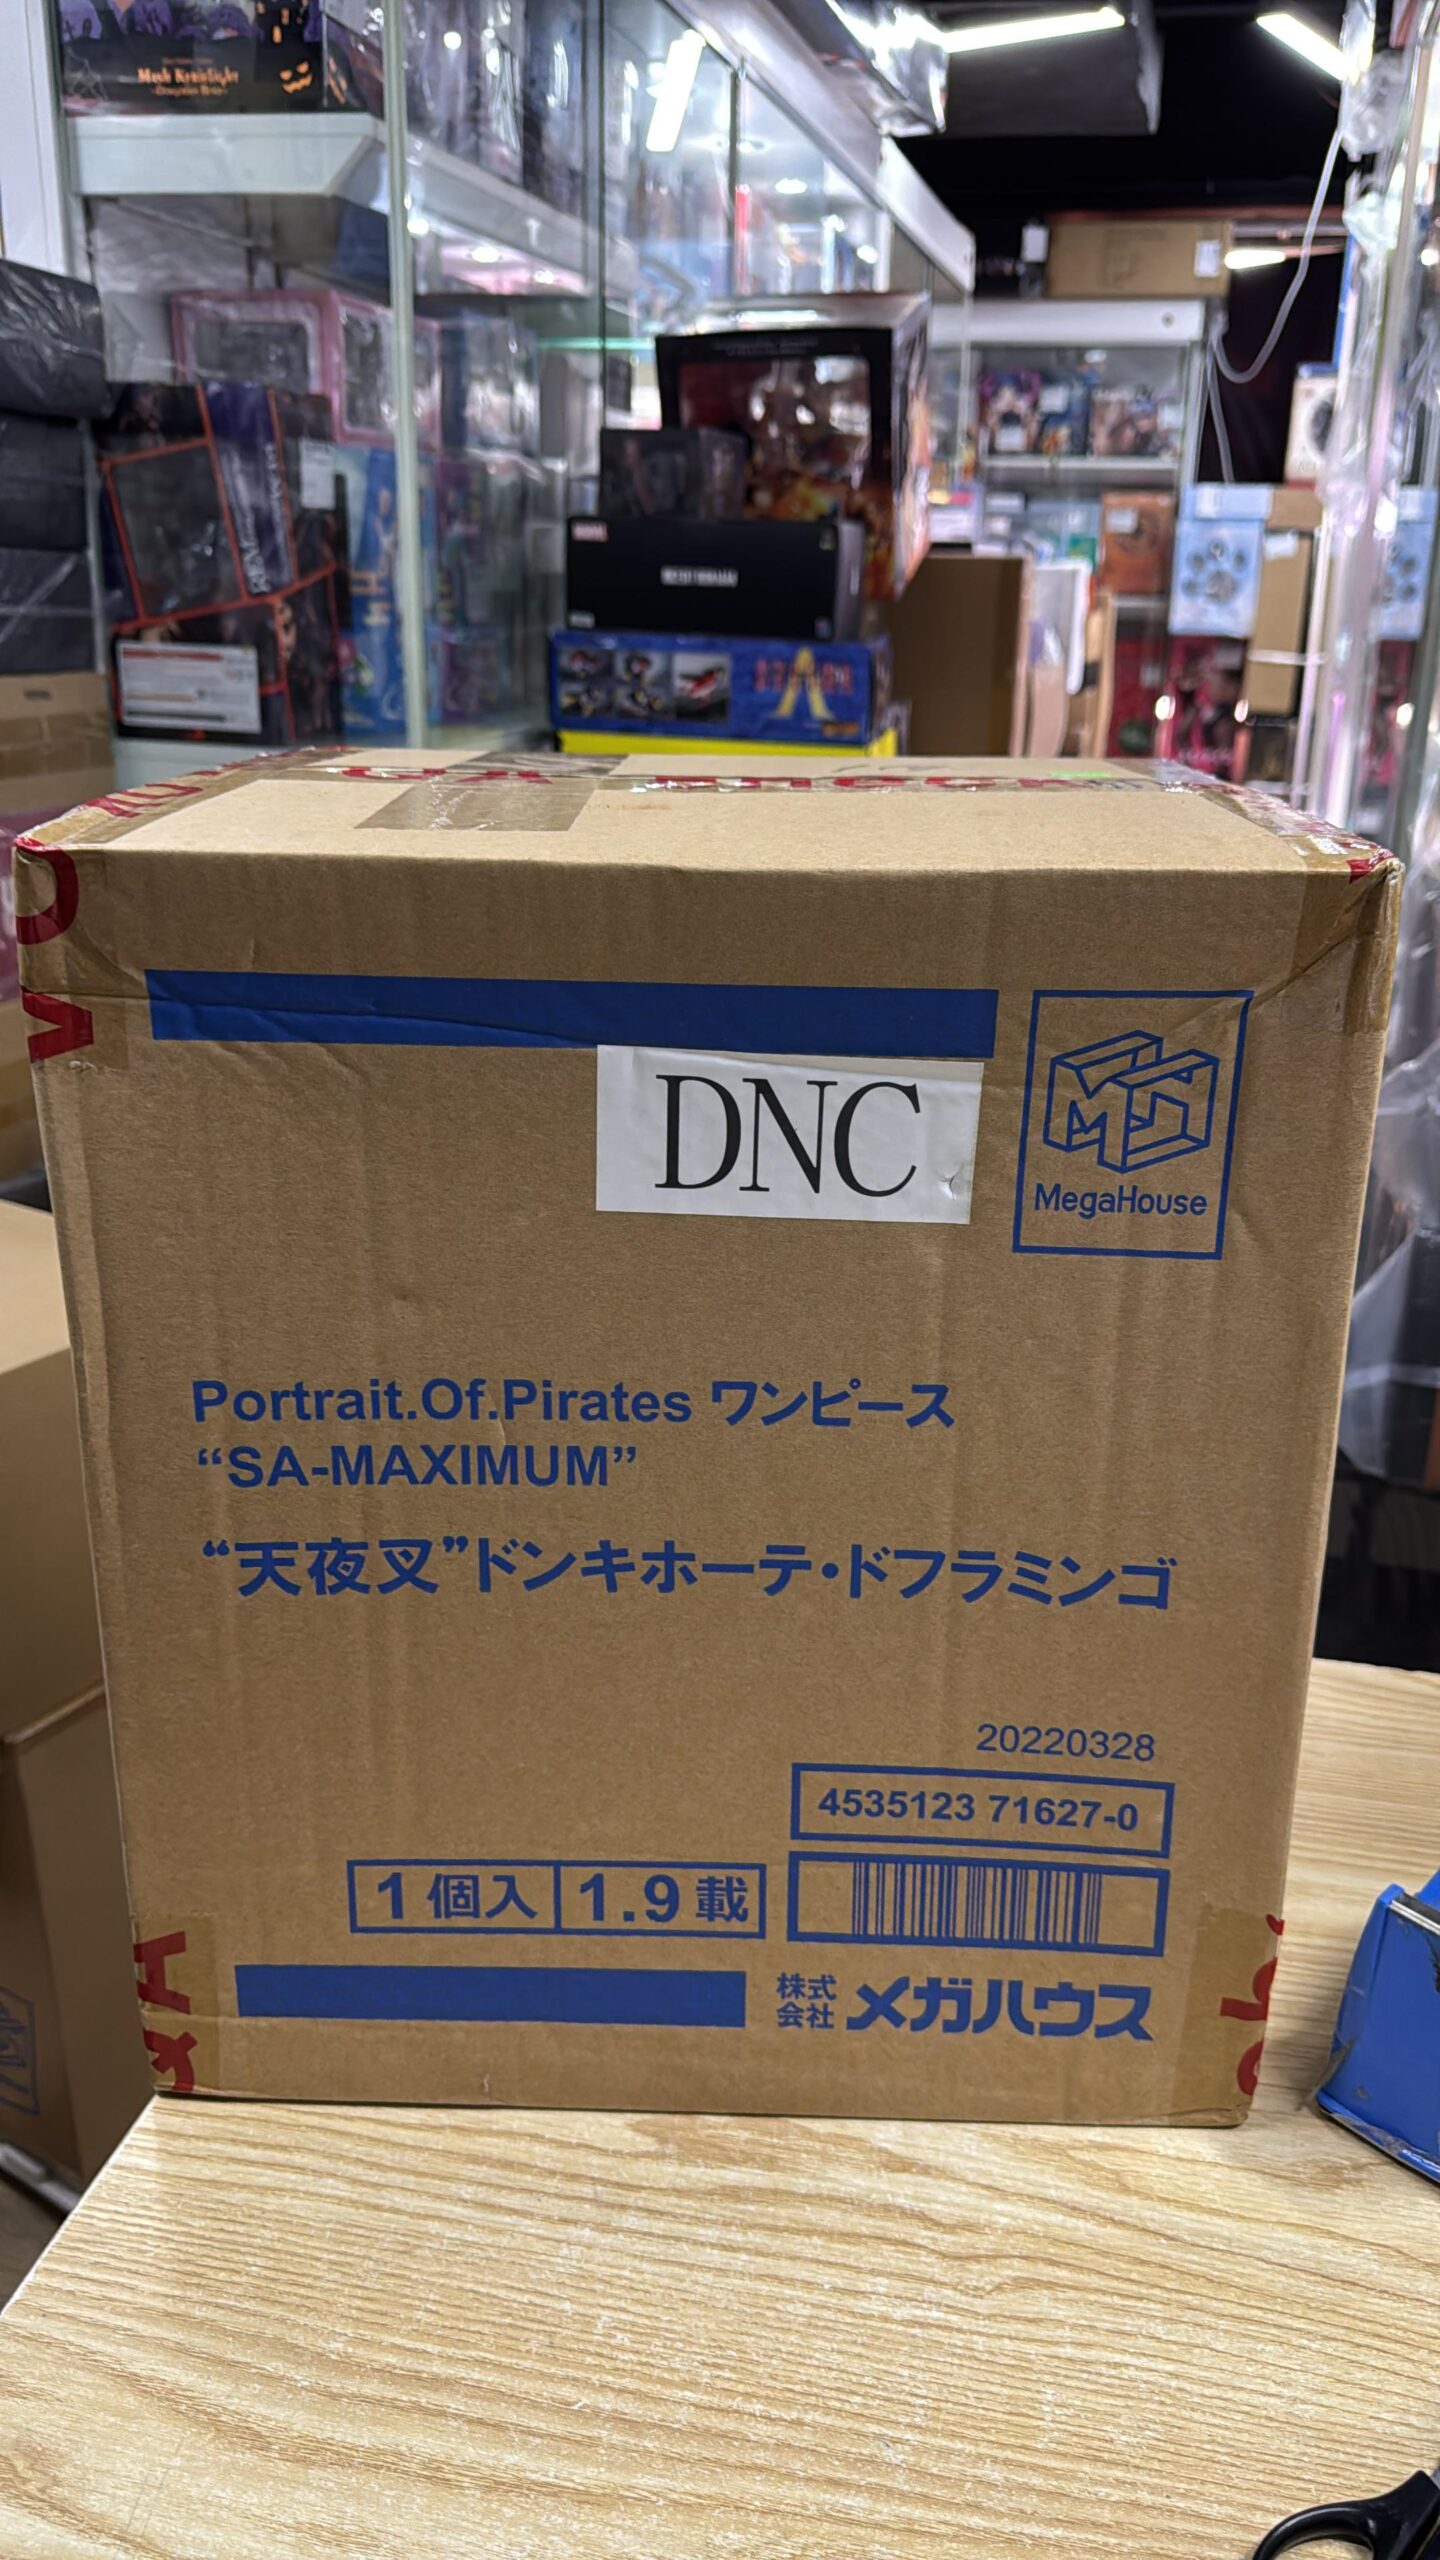 DNC
MegaHouse
Portrait.Of.Pirates ワンピース
“SA-MAXIMUM”
“天夜叉”ドンキホーテ・ドフラミンゴ
20220328
4535123 71627-0
1個入 1.9載
株式会社 メガハウス